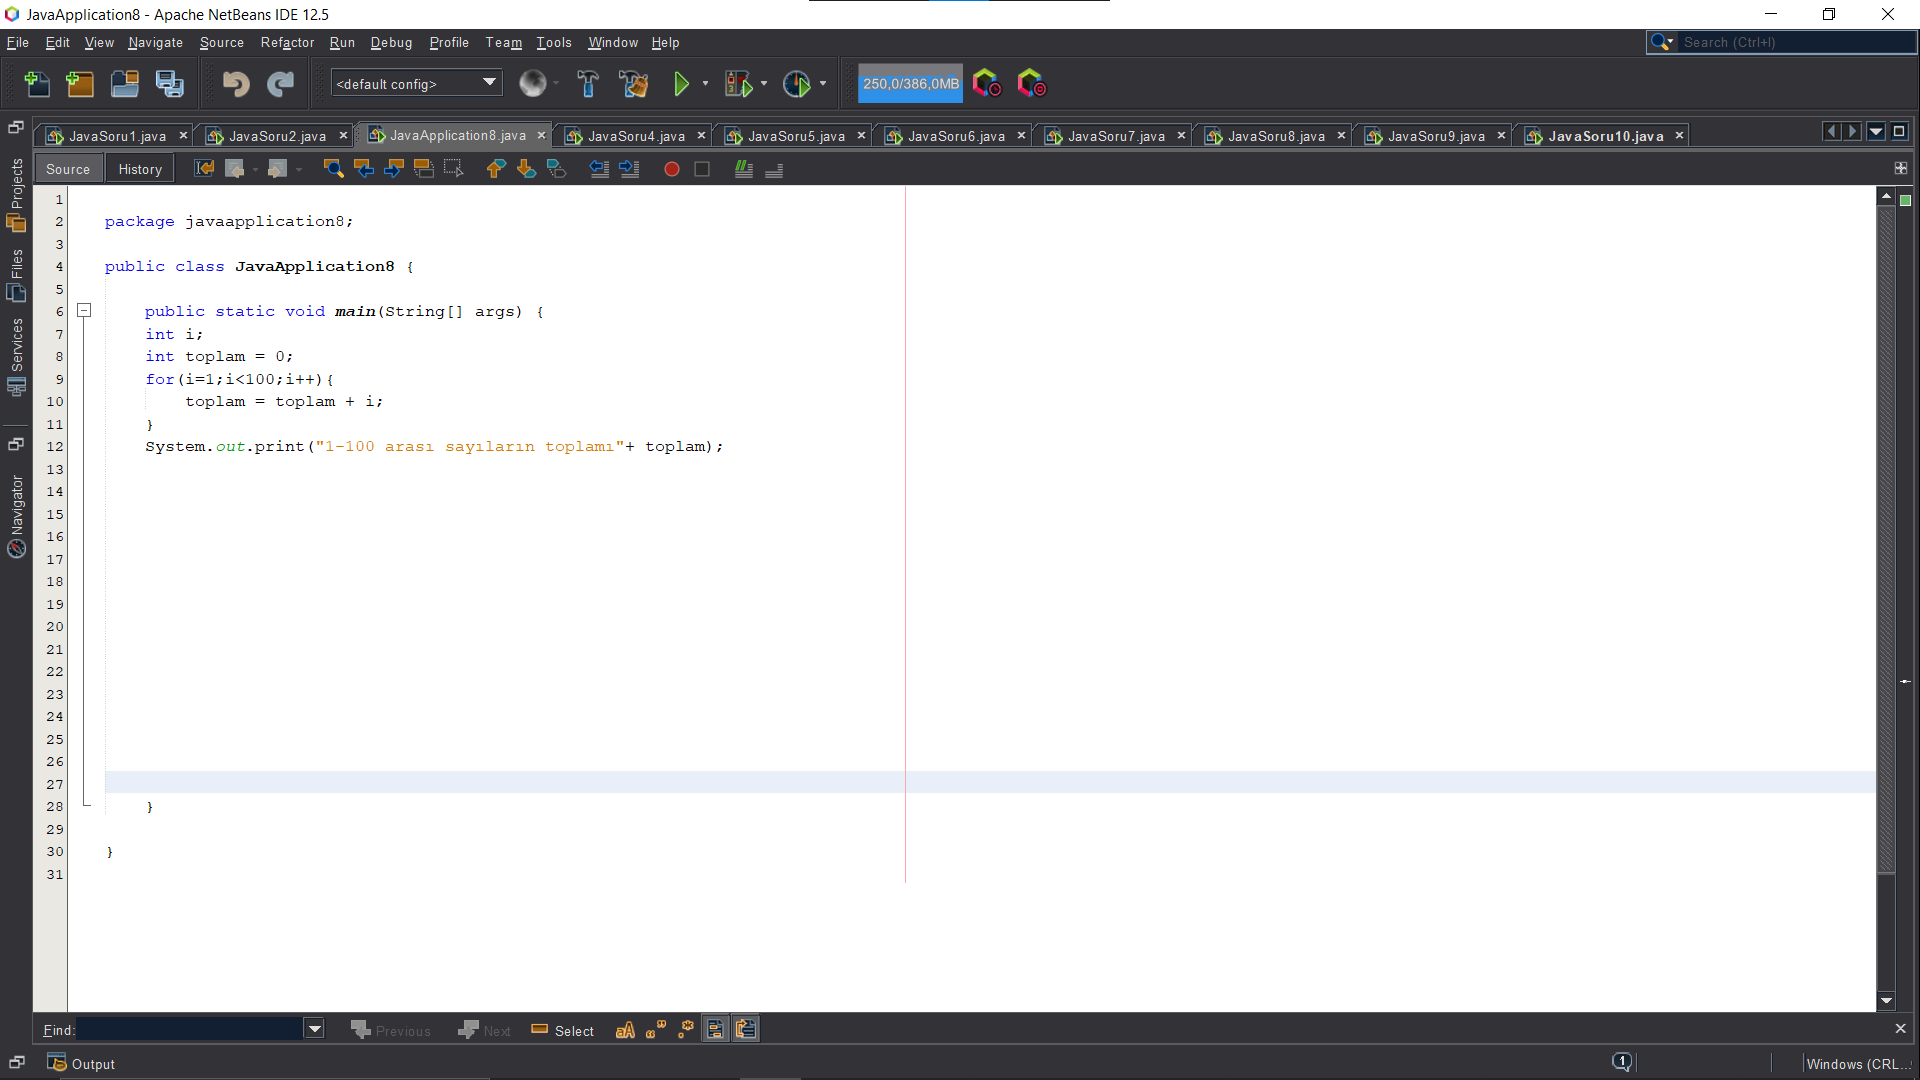 JavaApplication8 - Apache NetBeans IDE 12.5
File Edit View Navigate Source Refactor Run Debug Profile Team Tools Window Help
Search (Ctrl+I)
<default config>
250,0/386,0MB
JavaSoru1.java JavaSoru2.java JavaApplication8.java JavaSoru4.java JavaSoru5.java JavaSoru6.java JavaSoru7.java JavaSoru8.java JavaSoru9.java JavaSoru10.java
Source History
Projects
Files
Services
Navigator
1
2 package javaapplication8;
3
4 public class JavaApplication8 {
5
6 public static void main(String[] args) {
7 int i;
8 int toplam = 0;
9 for(i=1;i<100;i++){
10 toplam = toplam + i;
11 }
12 System.out.print("1-100 arası sayıların toplamı"+ toplam);
13
14
15
16
17
18
19
20
21
22
23
24
25
26
27
28 }
29
30 }
31
Find: Previous Next Select
Output 1 Windows (CRL...